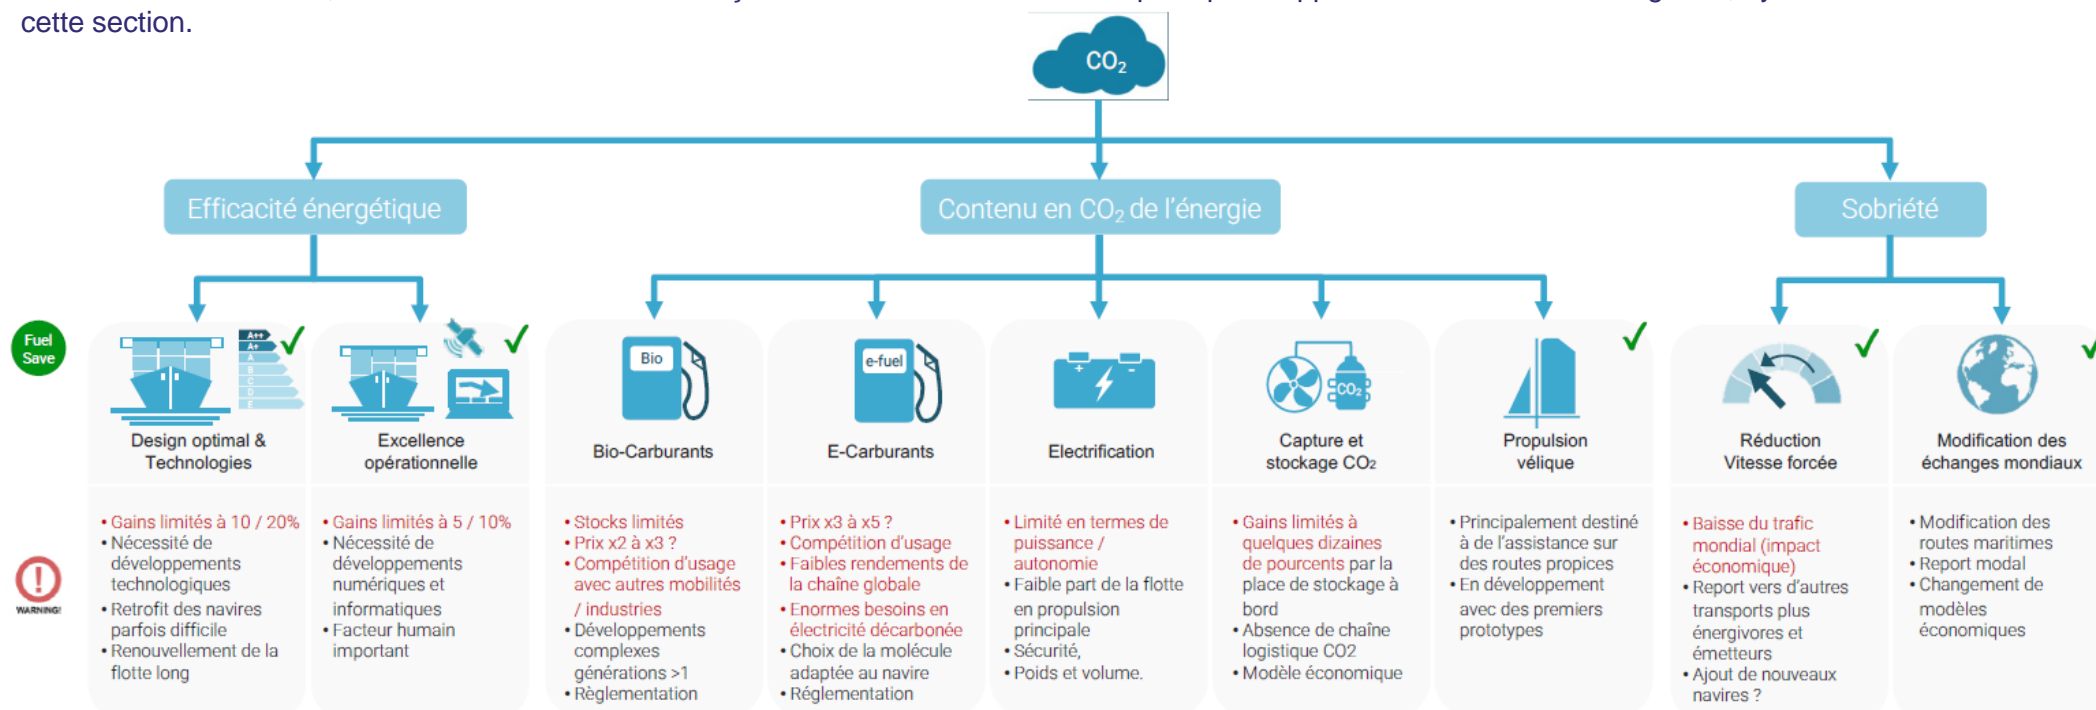 cette section.
CO₂
Efficacité énergétique
Contenu en CO₂ de l'énergie
Sobriété
Fuel
Save
A++
A+
A
B
C
D
E
Design optimal &
Technologies
Excellence
opérationnelle
Bio
Bio-Carburants
e-fuel
E-Carburants
+ -
Electrification
CO₂
Capture et
stockage CO₂
Propulsion
vélique
Réduction
Vitesse forcée
Modification des
échanges mondiaux
WARNING!
• Gains limités à 10 / 20%
• Nécessité de
développements
technologiques
• Retrofit des navires
parfois difficile
• Renouvellement de la
flotte long
• Gains limités à 5 / 10%
• Nécessité de
développements
numériques et
informatiques
• Facteur humain
important
• Stocks limités
• Prix x2 à x3 ?
• Compétition d'usage
avec autres mobilités
/ industries
• Développements
complexes
générations >1
• Règlementation
• Prix x3 à x5 ?
• Compétition d'usage
• Faibles rendements de
la chaîne globale
• Enormes besoins en
électricité décarbonée
• Choix de la molécule
adaptée au navire
• Réglementation
• Limité en termes de
puissance /
autonomie
• Faible part de la flotte
en propulsion
principale
• Sécurité,
• Poids et volume.
• Gains limités à
quelques dizaines
de pourcents par la
place de stockage à
bord
• Absence de chaîne
logistique CO2
• Modèle économique
• Principalement destiné
à de l'assistance sur
des routes propices
• En développement
avec des premiers
prototypes
• Baisse du trafic
mondial (impact
économique)
• Report vers d'autres
transports plus
énergivores et
émetteurs
• Ajout de nouveaux
navires ?
• Modification des
routes maritimes
• Report modal
• Changement de
modèles
économiques